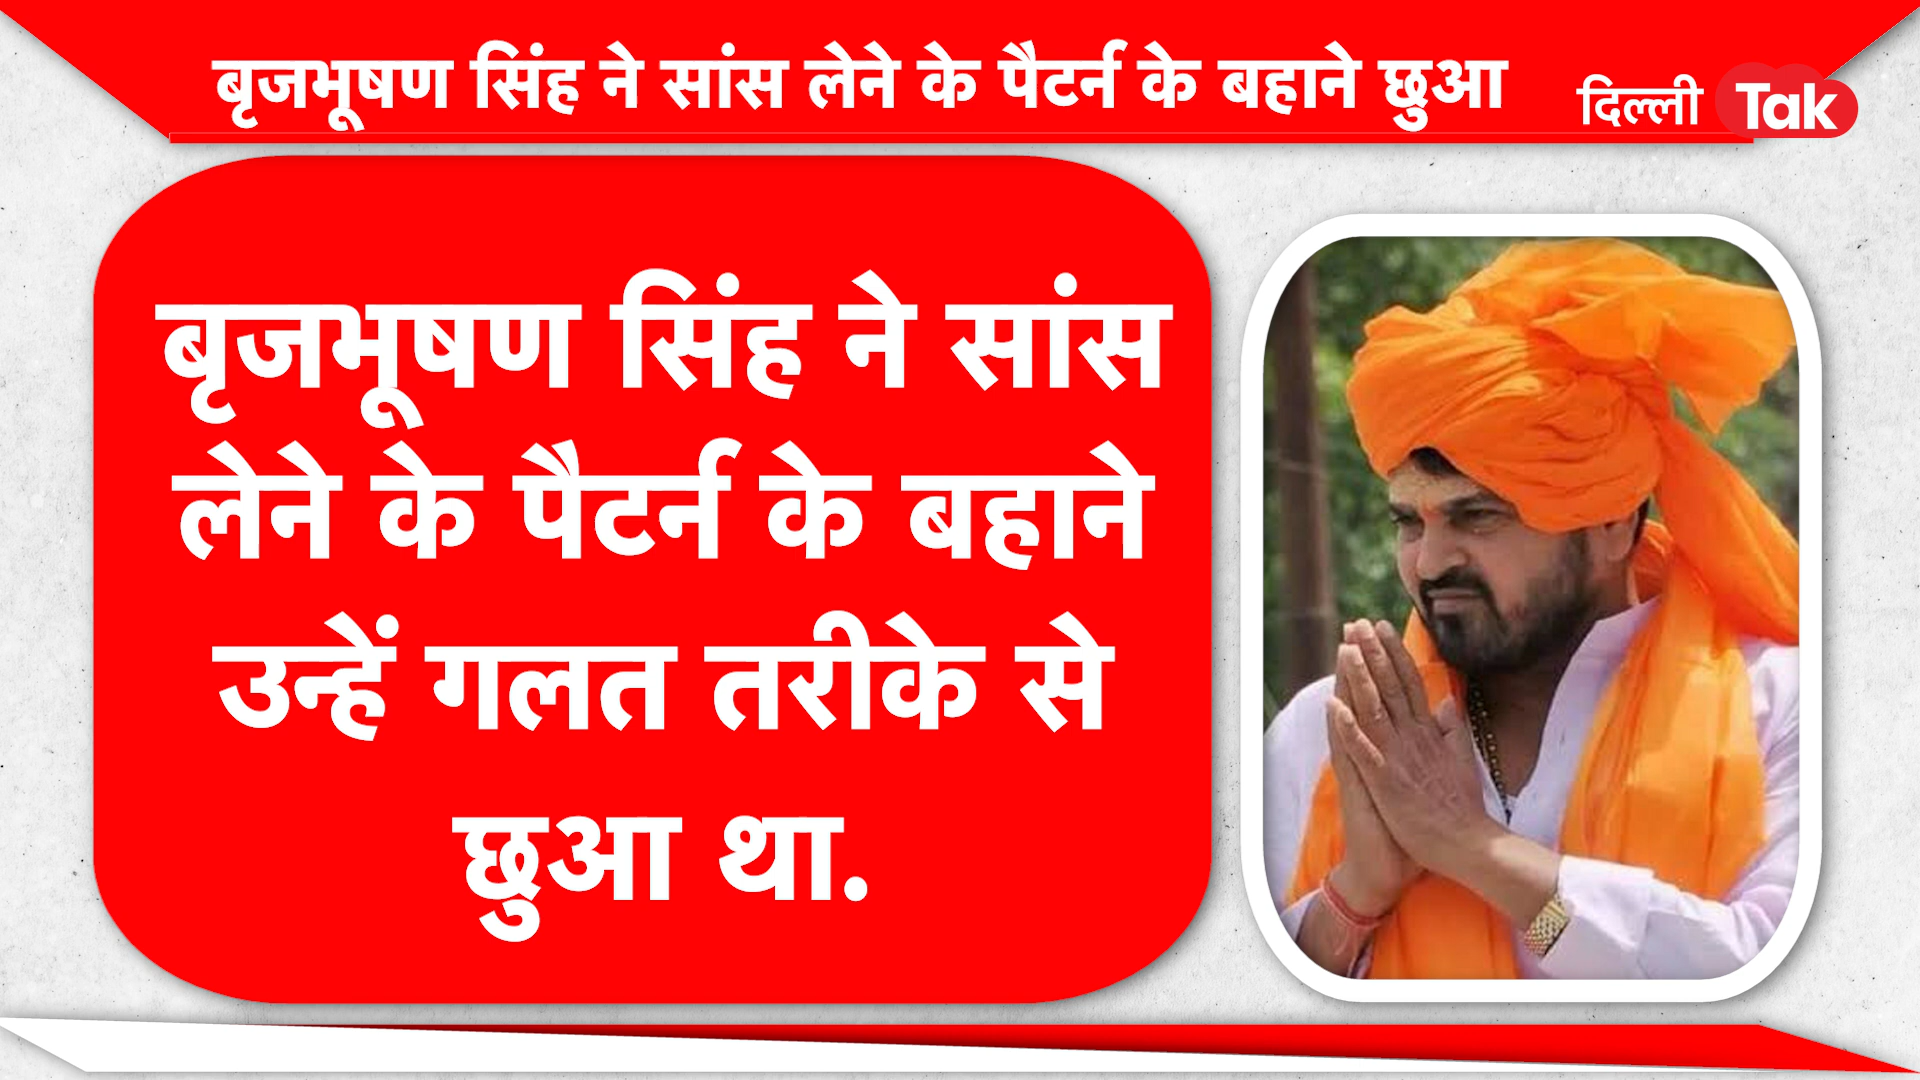 बृजभूषण सिंह ने सांस लेने के पैटर्न के बहाने छुआ
दिल्ली Tak
बृजभूषण सिंह ने सांस
लेने के पैटर्न के बहाने
उन्हें गलत तरीके से
छुआ था.